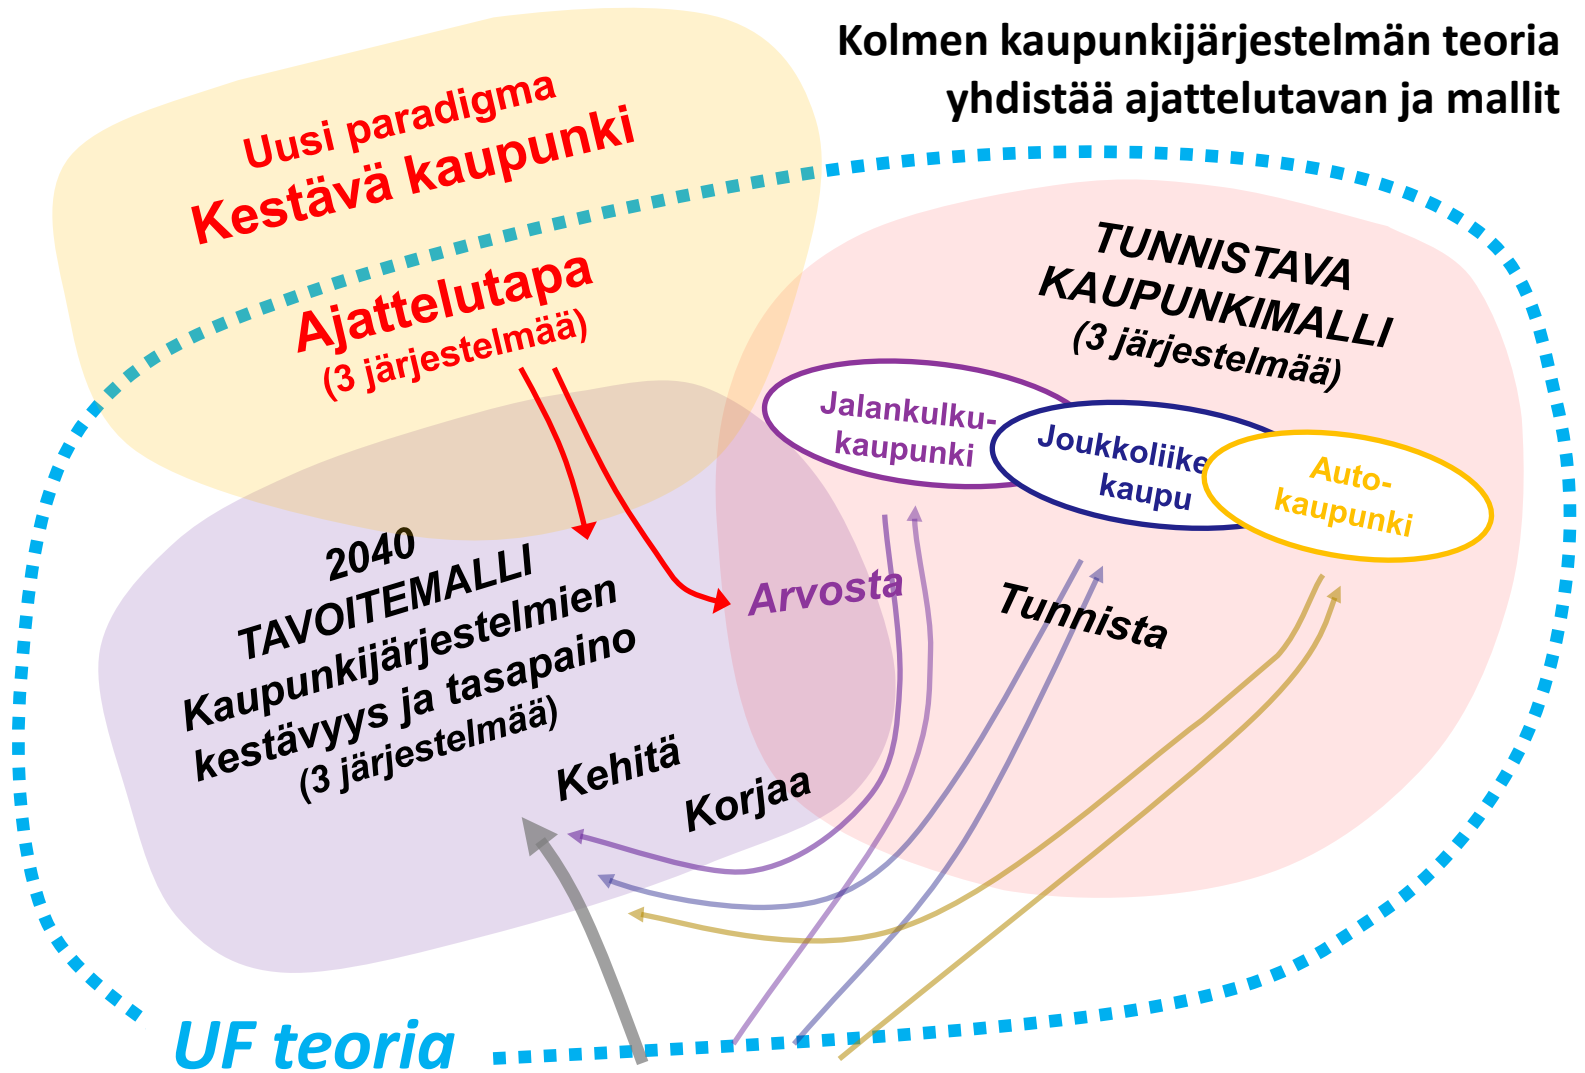 Kolmen kaupunkijärjestelmän teoria
yhdistää ajattelutavan ja mallit
Uusi paradigma
Kestävä kaupunki
Ajattelutapa
(3 järjestelmää)
TUNNISTAVA
KAUPUNKIMALLI
(3 järjestelmää)
Jalankulku-
kaupunki
Joukkoliike
kaupu
Auto-
kaupunki
2040
TAVOITEMALLI
Kaupunkijärjestelmien
kestävyys ja tasapaino
(3 järjestelmää)
Arvosta
Tunnista
Kehitä
Korjaa
UF teoria